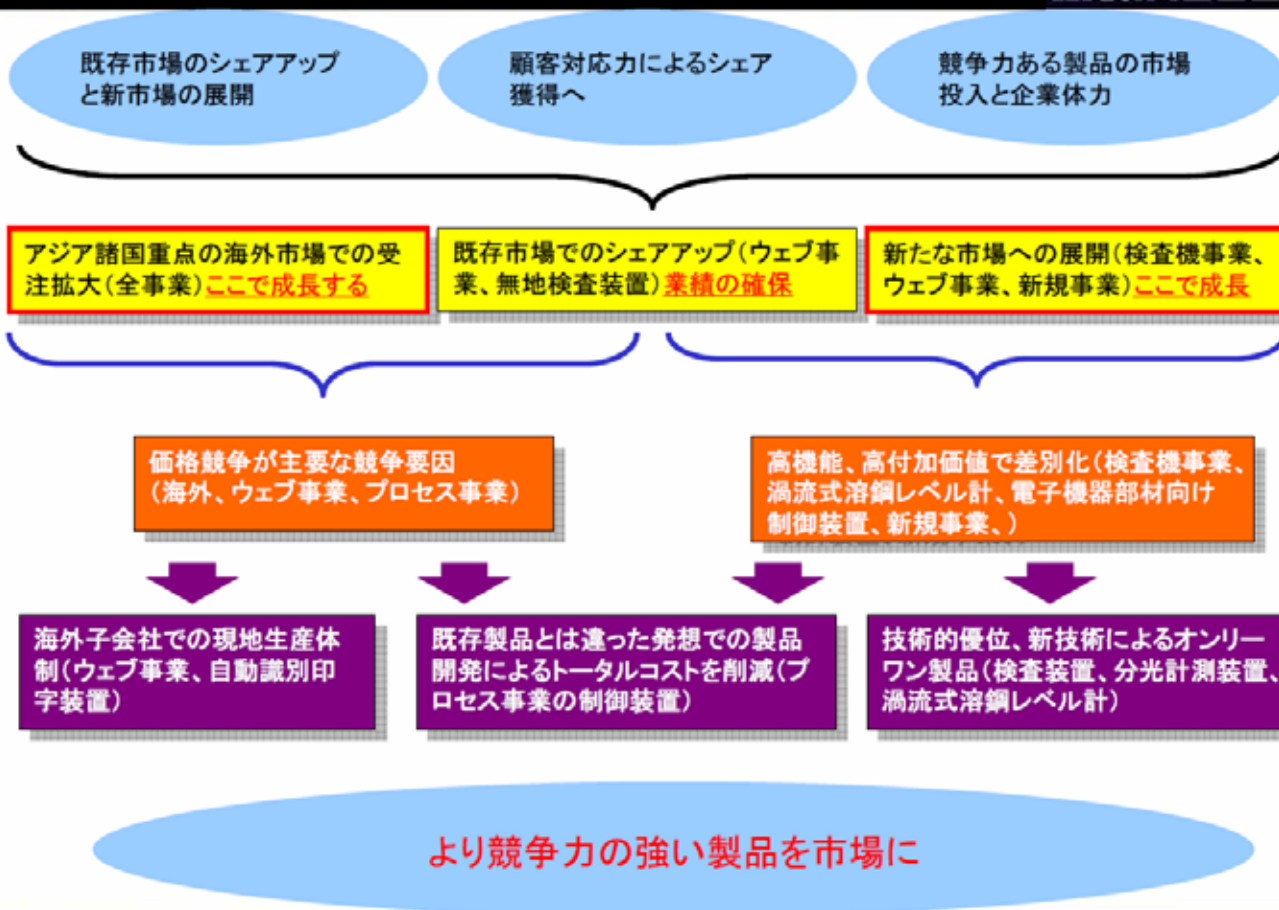 既存市場のシェアアップ
と新市場の展開
顧客対応力によるシェア
獲得へ
競争力ある製品の市場
投入と企業体力
アジア諸国重点の海外市場での受
注拡大(全事業)ここで成長する
既存市場でのシェアアップ(ウェブ事
業、無地検査装置)業績の確保
新たな市場への展開(検査機事業、
ウェブ事業、新規事業)ここで成長
価格競争が主要な競争要因
(海外、ウェブ事業、プロセス事業)
高機能、高付加価値で差別化(検査機事業、
渦流式溶鋼レベル計、電子機器部材向け
制御装置、新規事業、)
海外子会社での現地生産体
制(ウェブ事業、自動識別印
字装置)
既存製品とは違った発想での製品
開発によるトータルコストを削減(プ
ロセス事業の制御装置)
技術的優位、新技術によるオンリー
ワン製品(検査装置、分光計測装置、
渦流式溶鋼レベル計)
より競争力の強い製品を市場に